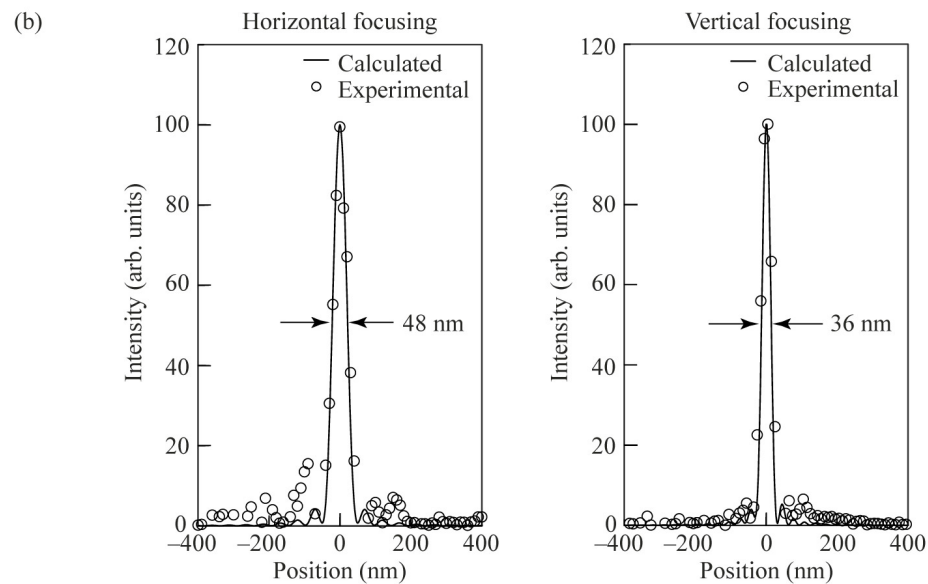 (b)
Horizontal focusing
120
100
80
60
40
20
0
Intensity (arb. units)
Calculated
Experimental
48 nm
–400
–200
0
200
400
Position (nm)
Vertical focusing
120
100
80
60
40
20
0
Intensity (arb. units)
Calculated
Experimental
36 nm
–400
–200
0
200
400
Position (nm)